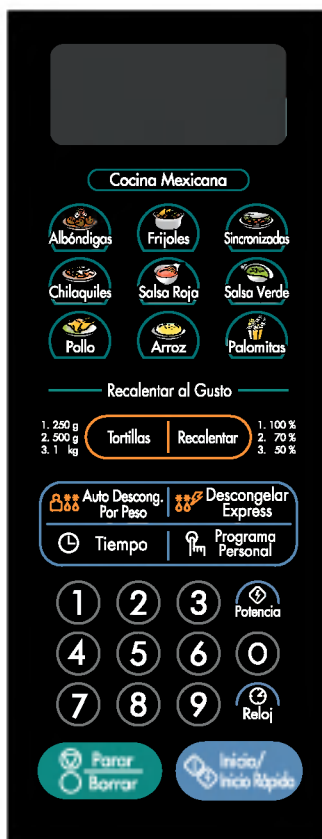 Cocina Mexicana
Albóndigas
Frijoles
Sincronizadas
Chilaquiles
Salsa Roja
Salsa Verde
Pollo
Arroz
Palomitas
Recalentar al Gusto
1. 250 g
2. 500 g
3. 1 kg
Tortillas
Recalentar
1. 100 %
2. 70 %
3. 50 %
Auto Descong.
Por Peso
Descongelar
Express
Tiempo
Programa
Personal
1
2
3
Potencia
4
5
6
0
7
8
9
Reloj
Parar
Borrar
Inicio/
Inicio Rápido